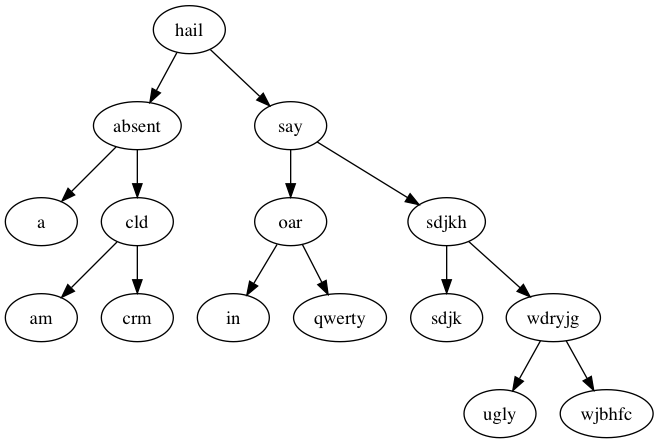 hail
absent say
a cld oar sdjkh
am crm in qwerty sdjk wdryjg
ugly wjbhfc